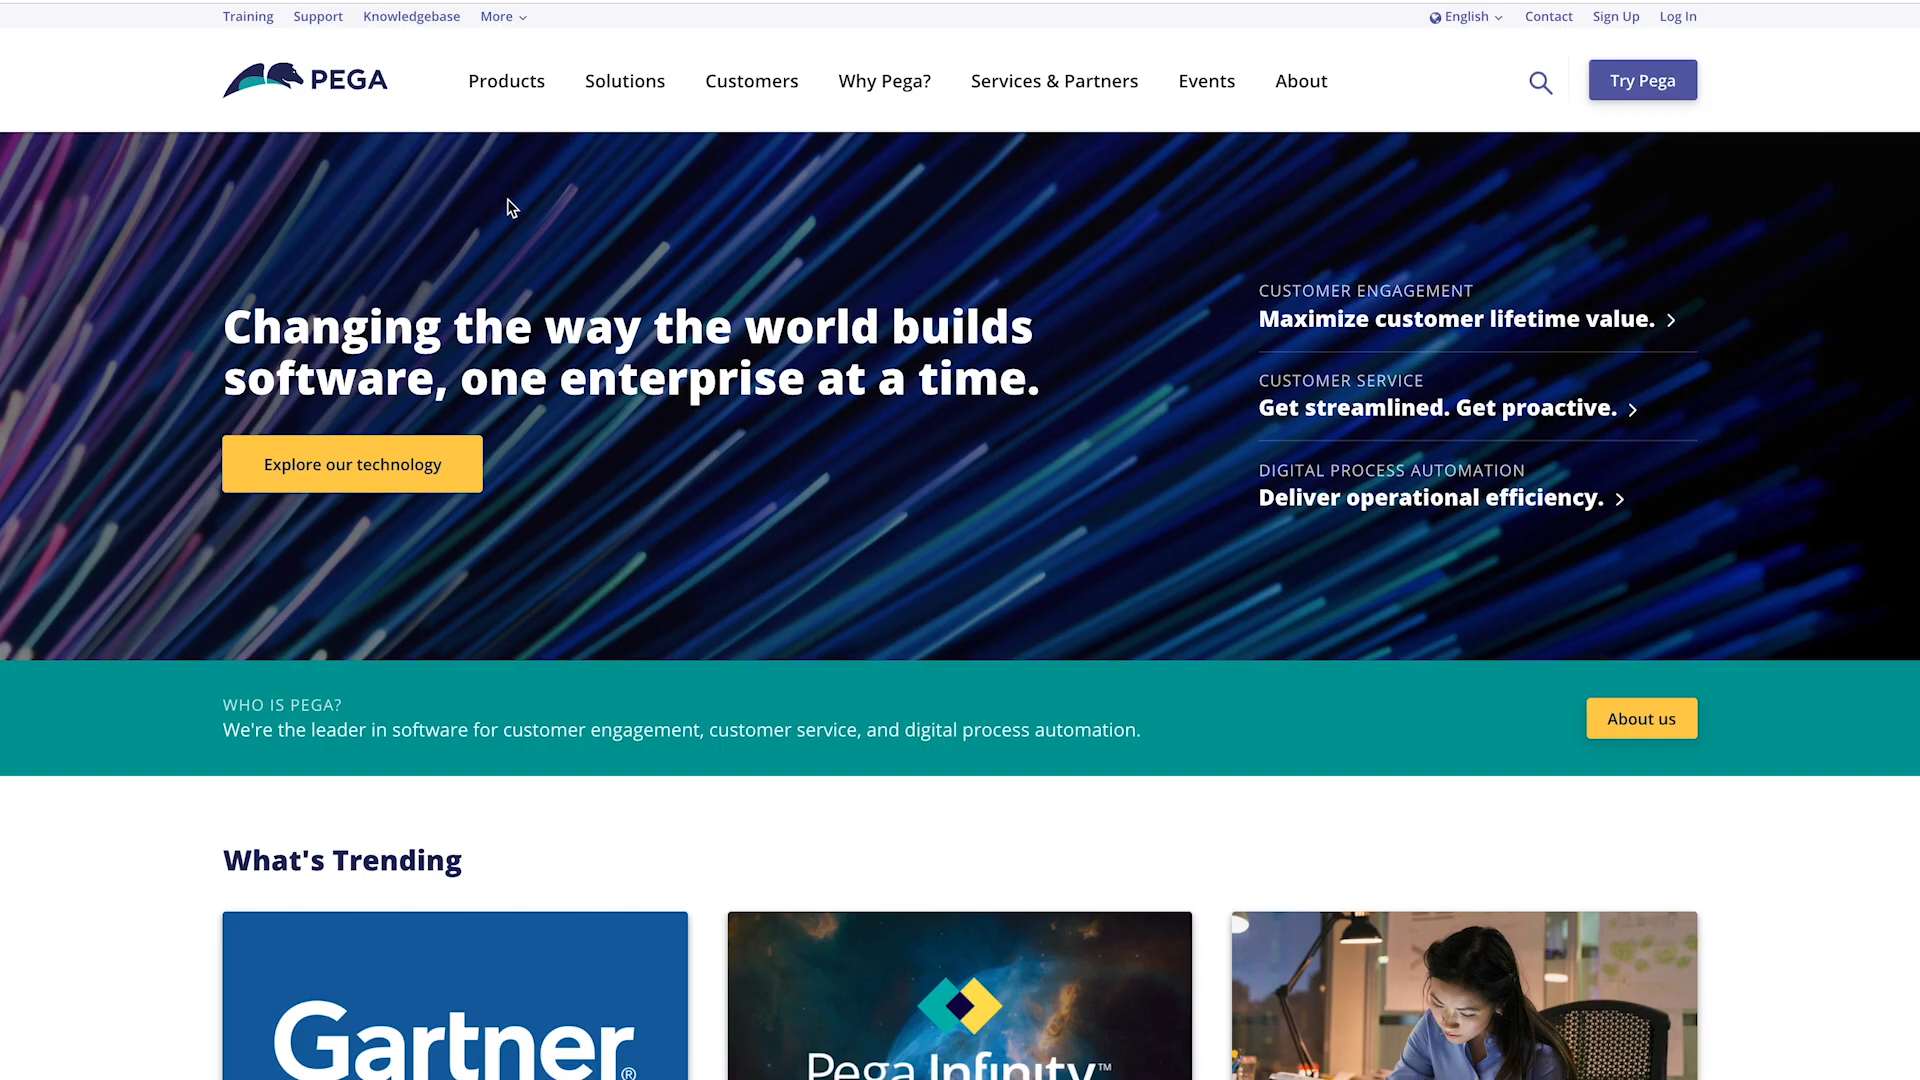 Training Support Knowledgebase More
English Contact Sign Up Log In
PEGA
Products Solutions Customers Why Pega? Services & Partners Events About
Try Pega
Changing the way the world builds
software, one enterprise at a time.
Explore our technology
CUSTOMER ENGAGEMENT
Maximize customer lifetime value.
CUSTOMER SERVICE
Get streamlined. Get proactive.
DIGITAL PROCESS AUTOMATION
Deliver operational efficiency.
WHO IS PEGA?
We're the leader in software for customer engagement, customer service, and digital process automation.
About us
What's Trending
Gartner®
Pega Infinity™